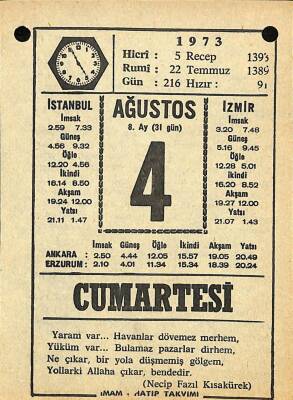 1973
Hicrî : 5 Recep 1393
Rumî : 22 Temmuz 1389
Gün : 216 Hızır : 91
İSTANBUL
İmsak
2.59 7.33
Güneş
4.56 9.32
Öğle
12.20 4.56
İkindi
16.14 8.50
Akşam
19.24 12.00
Yatsı
21.11 1.47
AĞUSTOS
8. Ay (31 gün)
4
İZMİR
İmsak
3.20 7.48
Güneş
5.16 9.45
Öğle
12.28 5.01
İkindi
16.20 8.52
Akşam
19.27 12.00
Yatsı
21.07 1.43
İmsak Güneş Öğle İkindi Akşam Yatsı
ANKARA : 2.50 4.44 12.05 15.57 19.05 20.49
ERZURUM : 2.10 4.01 11.34 15.34 18.39 20.24
CUMARTESİ
Yaram var... Havanlar dövemez merhem,
Yüküm var... Bulamaz pazarlar dirhem,
Ne çıkar, bir yola düşmemiş gölgem,
Yollarki Allaha çıkar, bendedir.
(Necip Fazıl Kısakürek)
İMAM - HATİP TAKVİMİ